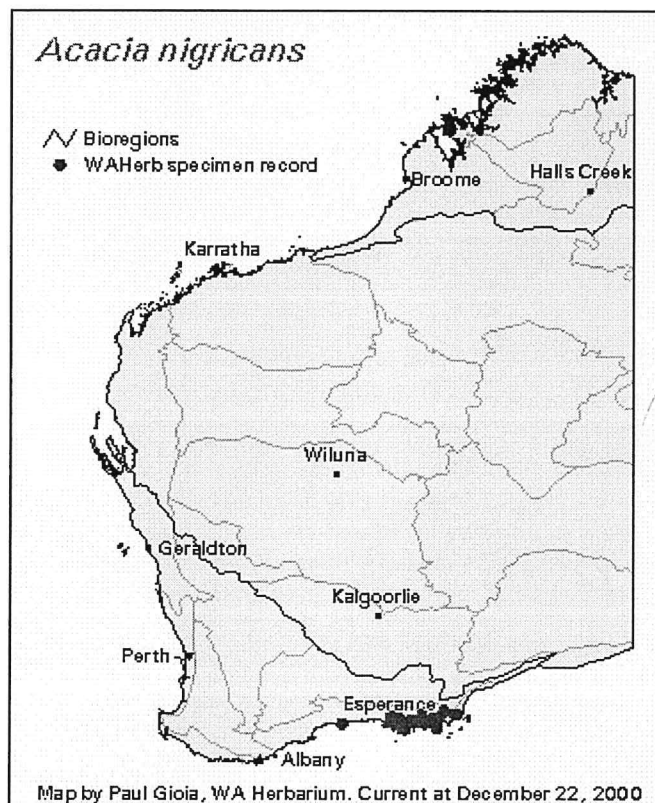 Acacia nigricans
Bioregions
WAHerb specimen record
Broome
Halls Creek
Karratha
Wiluna
Geraldton
Kalgoorlie
Perth
Esperance
Albany
Map by Paul Gioia, WA Herbarium. Current at December 22, 2000